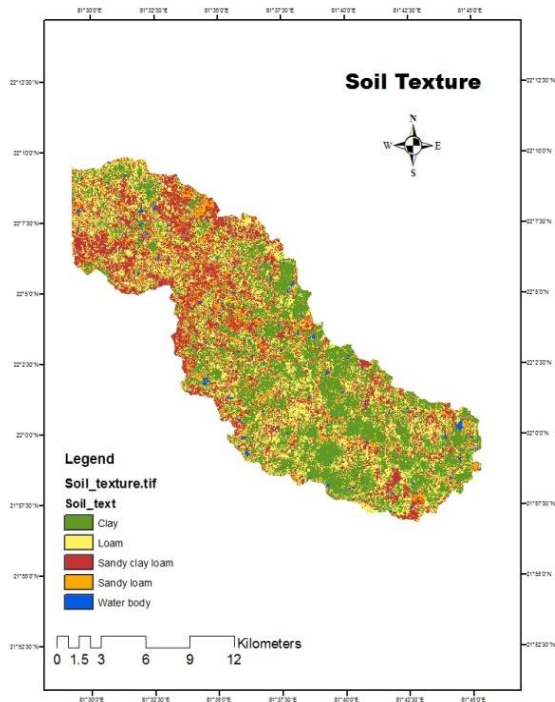 81°30'0"E 81°32'30"E 81°35'0"E 81°37'30"E 81°40'0"E 81°42'30"E 81°45'0"E
Soil Texture
N
W E
S
22°12'30"N 22°12'30"N
22°10'0"N 22°10'0"N
22°7'30"N 22°7'30"N
22°5'0"N 22°5'0"N
22°2'30"N 22°2'30"N
22°0'0"N 22°0'0"N
21°57'30"N 21°57'30"N
21°55'0"N 21°55'0"N
21°52'30"N 21°52'30"N
Legend
Soil_texture.tif
Soil_text
Clay
Loam
Sandy clay loam
Sandy loam
Water body
Kilometers
0 1.5 3 6 9 12
81°30'0"E 81°32'30"E 81°35'0"E 81°37'30"E 81°40'0"E 81°42'30"E 81°45'0"E